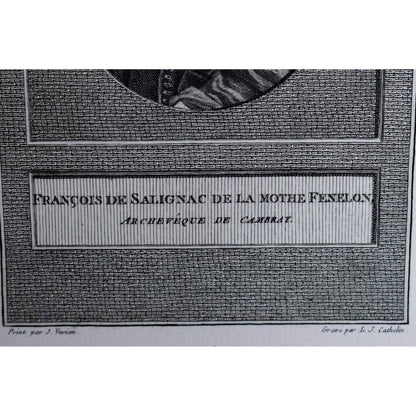 FRANÇOIS DE SALIGNAC DE LA MOTHE FENELON,
ARCHEVÊQUE DE CAMBRAY.
Peint par J. Vivien
Gravé par L. J. Cathelin